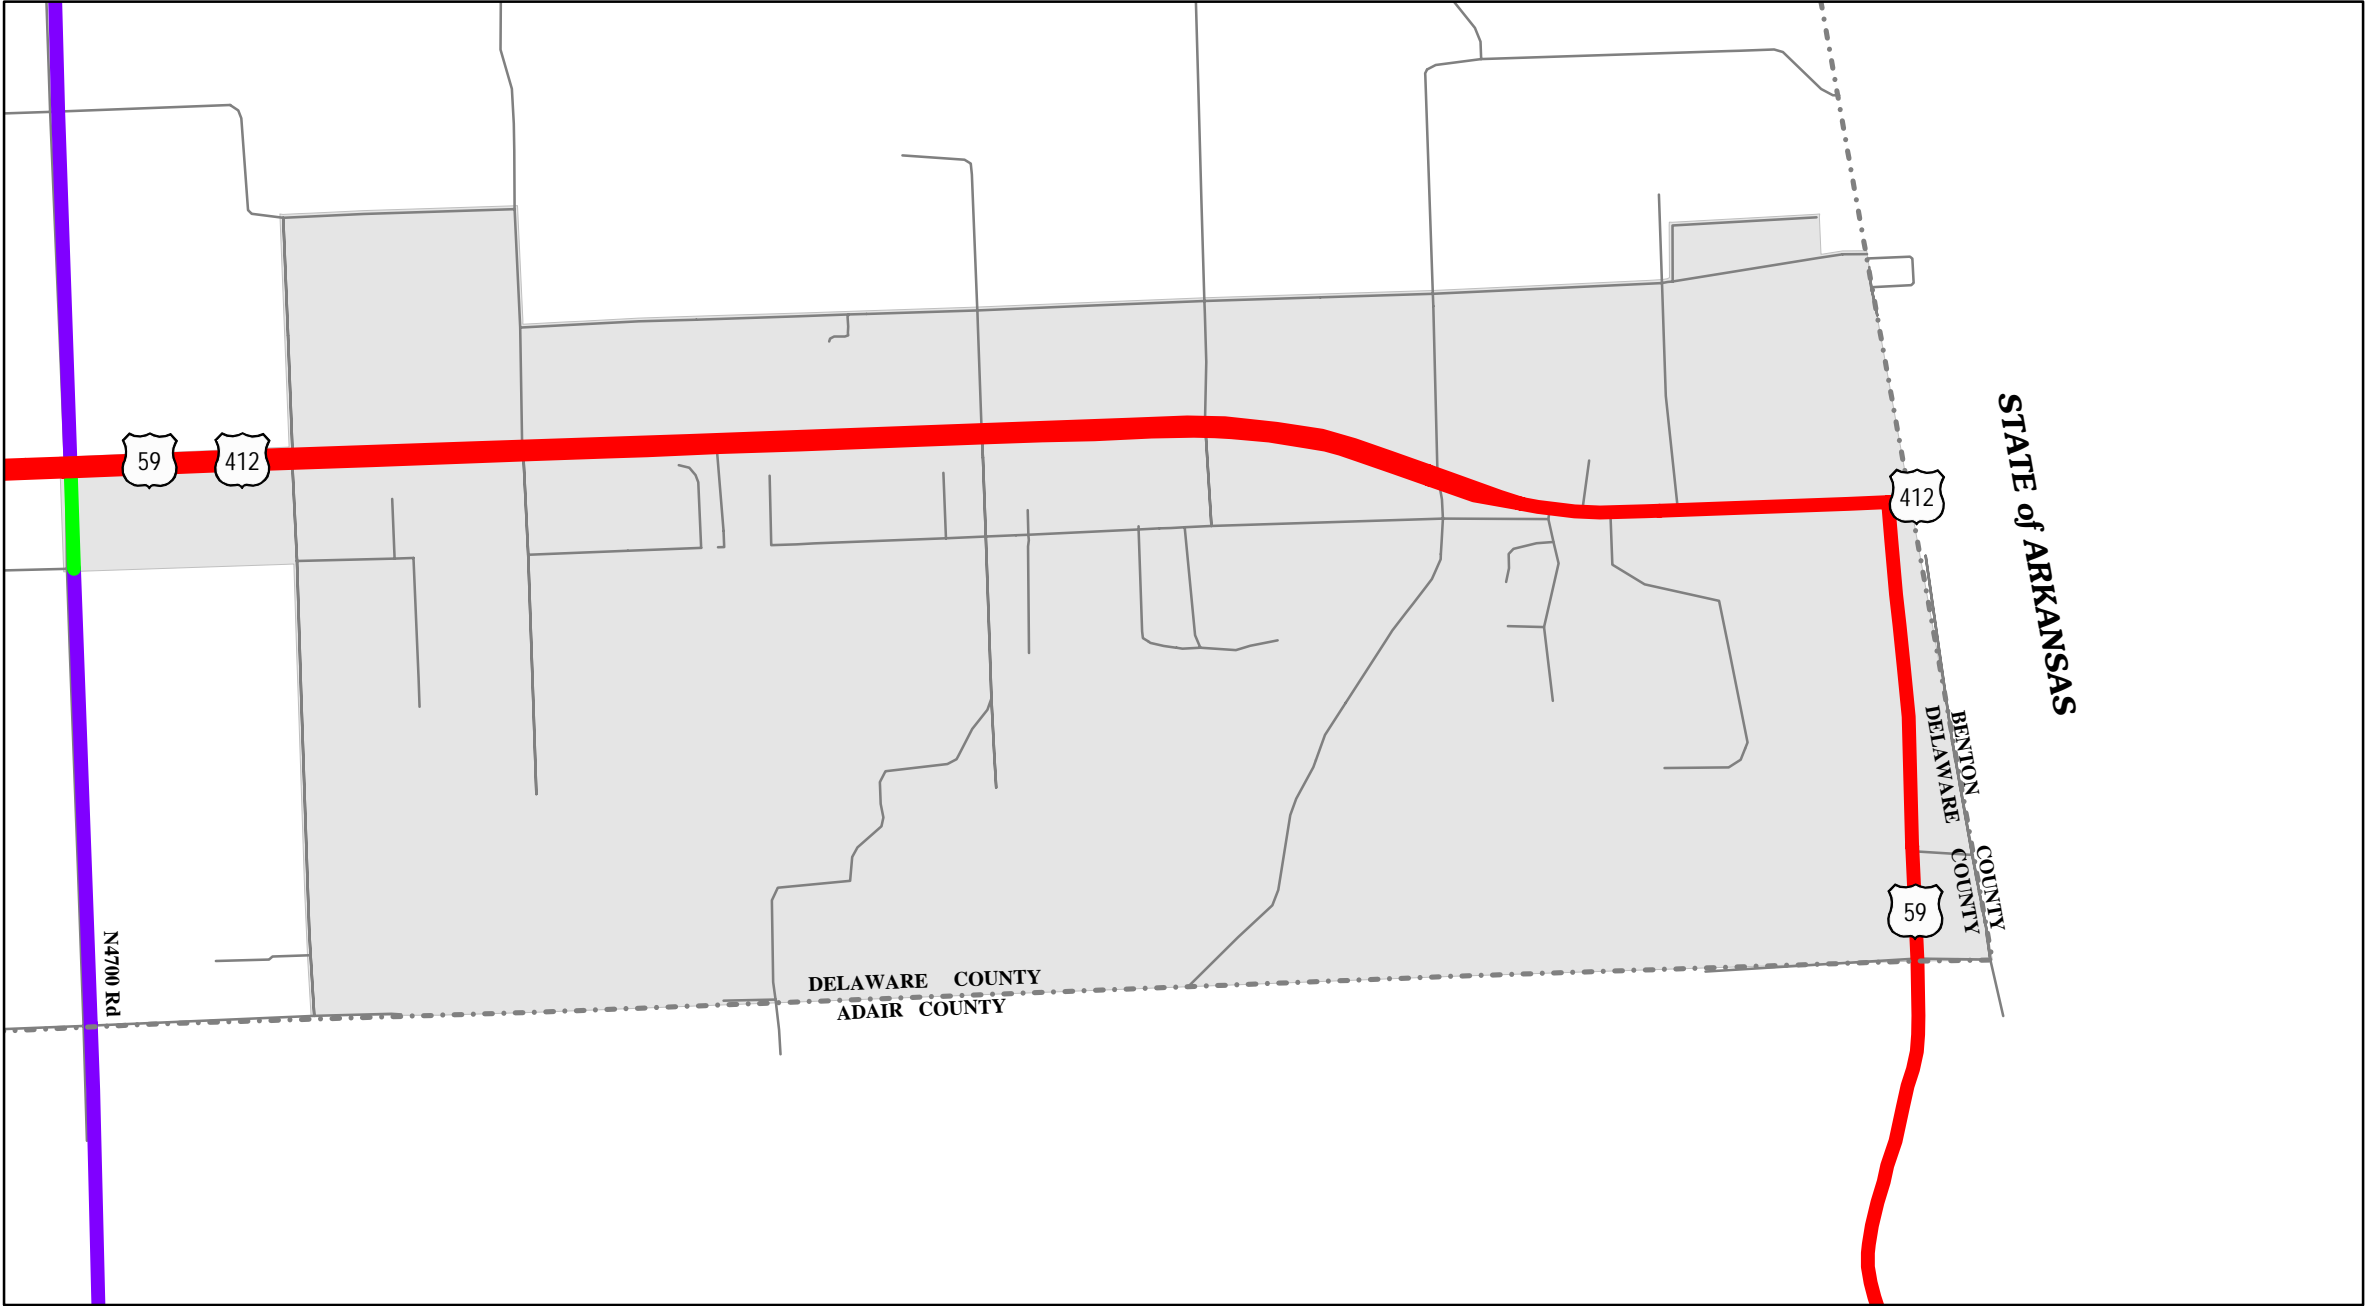 59
412
412
STATE of ARKANSAS
BENTON COUNTY
DELAWARE COUNTY
59
N4700 Rd
DELAWARE COUNTY
ADAIR COUNTY